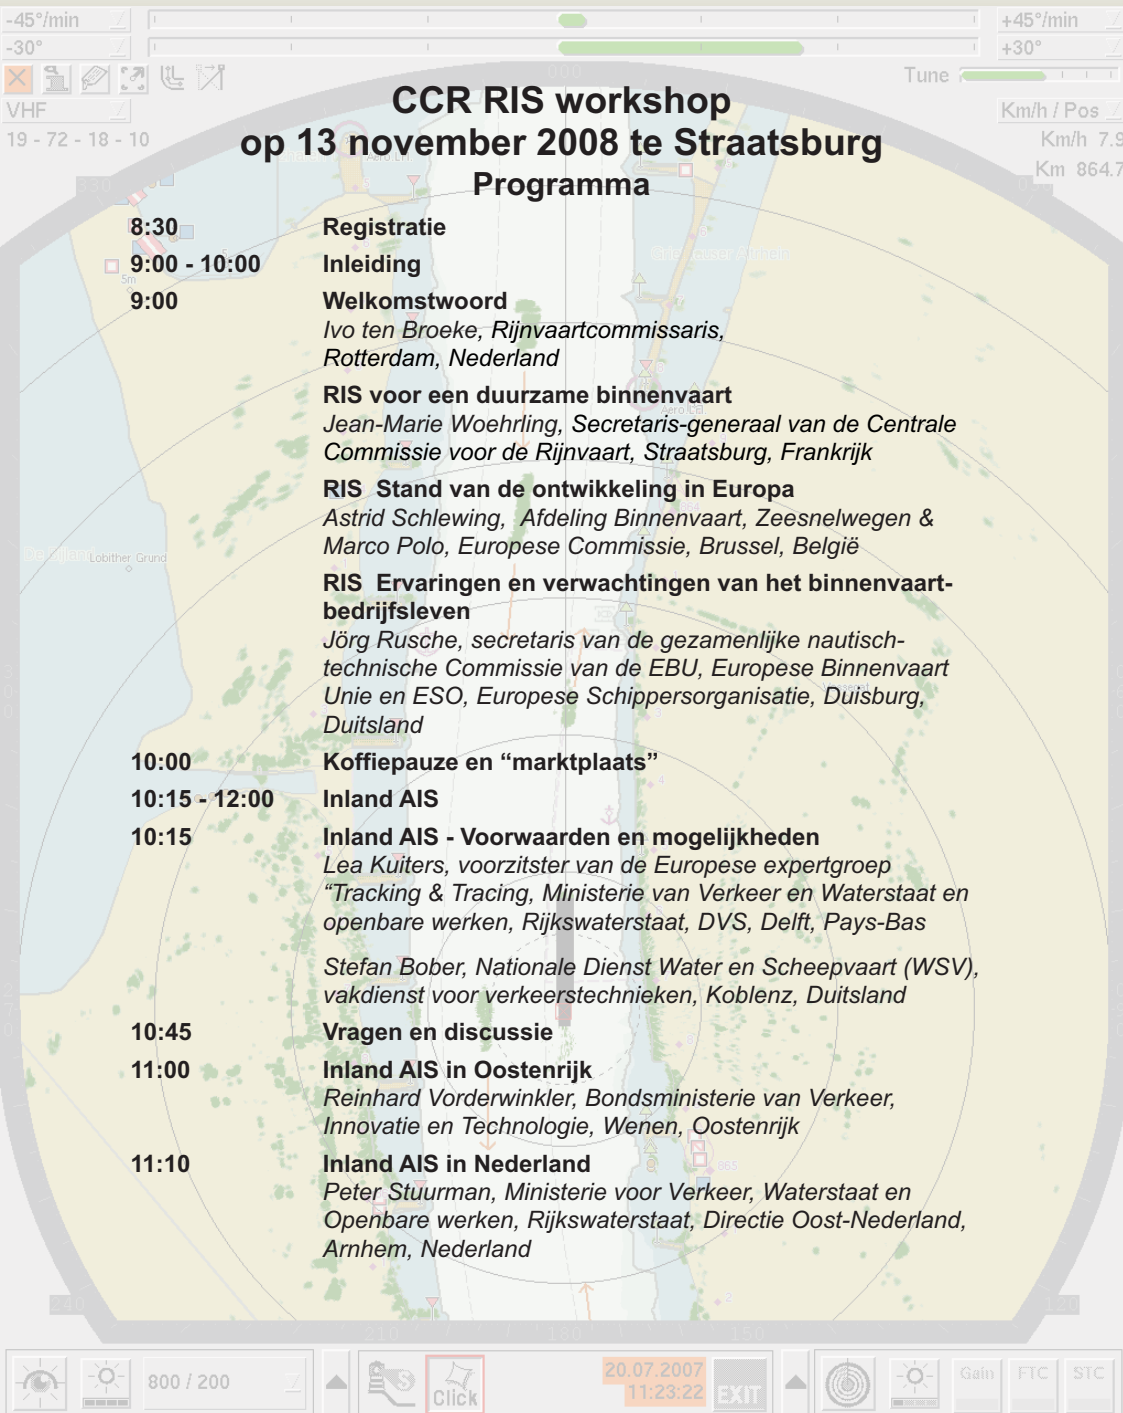 -45°/min
+45°/min
-30°
+30°
Tune
VHF
Km/h / Pos
19 - 72 - 18 - 10
Km/h 7.9
Km 864.7
000
330
CCR RIS workshop
op 13 november 2008 te Straatsburg
Programma
8:30 Registratie
9:00 - 10:00 Inleiding
9:00 Welkomstwoord
Ivo ten Broeke, Rijnvaartcommissaris,
Rotterdam, Nederland
RIS voor een duurzame binnenvaart
Jean-Marie Woehrling, Secretaris-generaal van de Centrale
Commissie voor de Rijnvaart, Straatsburg, Frankrijk
RIS Stand van de ontwikkeling in Europa
Astrid Schlewing, Afdeling Binnenvaart, Zeesnelwegen &
Marco Polo, Europese Commissie, Brussel, België
Lobither Grund
RIS Ervaringen en verwachtingen van het binnenvaart-
bedrijfsleven
Jörg Rusche, secretaris van de gezamenlijke nautisch-
technische Commissie van de EBU, Europese Binnenvaart
Unie en ESO, Europese Schippersorganisatie, Duisburg,
Duitsland
10:00 Koffiepauze en “marktplaats”
10:15 - 12:00 Inland AIS
10:15 Inland AIS - Voorwaarden en mogelijkheden
Lea Kuiters, voorzitster van de Europese expertgroep
“Tracking & Tracing, Ministerie van Verkeer en Waterstaat en
openbare werken, Rijkswaterstaat, DVS, Delft, Pays-Bas
Stefan Bober, Nationale Dienst Water en Scheepvaart (WSV),
vakdienst voor verkeerstechnieken, Koblenz, Duitsland
10:45 Vragen en discussie
11:00 Inland AIS in Oostenrijk
Reinhard Vorderwinkler, Bondsministerie van Verkeer,
Innovatie en Technologie, Wenen, Oostenrijk
11:10 Inland AIS in Nederland
Peter Stuurman, Ministerie voor Verkeer, Waterstaat en
Openbare werken, Rijkswaterstaat, Directie Oost-Nederland,
Arnhem, Nederland
865
240
120
210
180
150
800 / 200
Click
20.07.2007
11:23:22
EXIT
Gain
FTC
STC